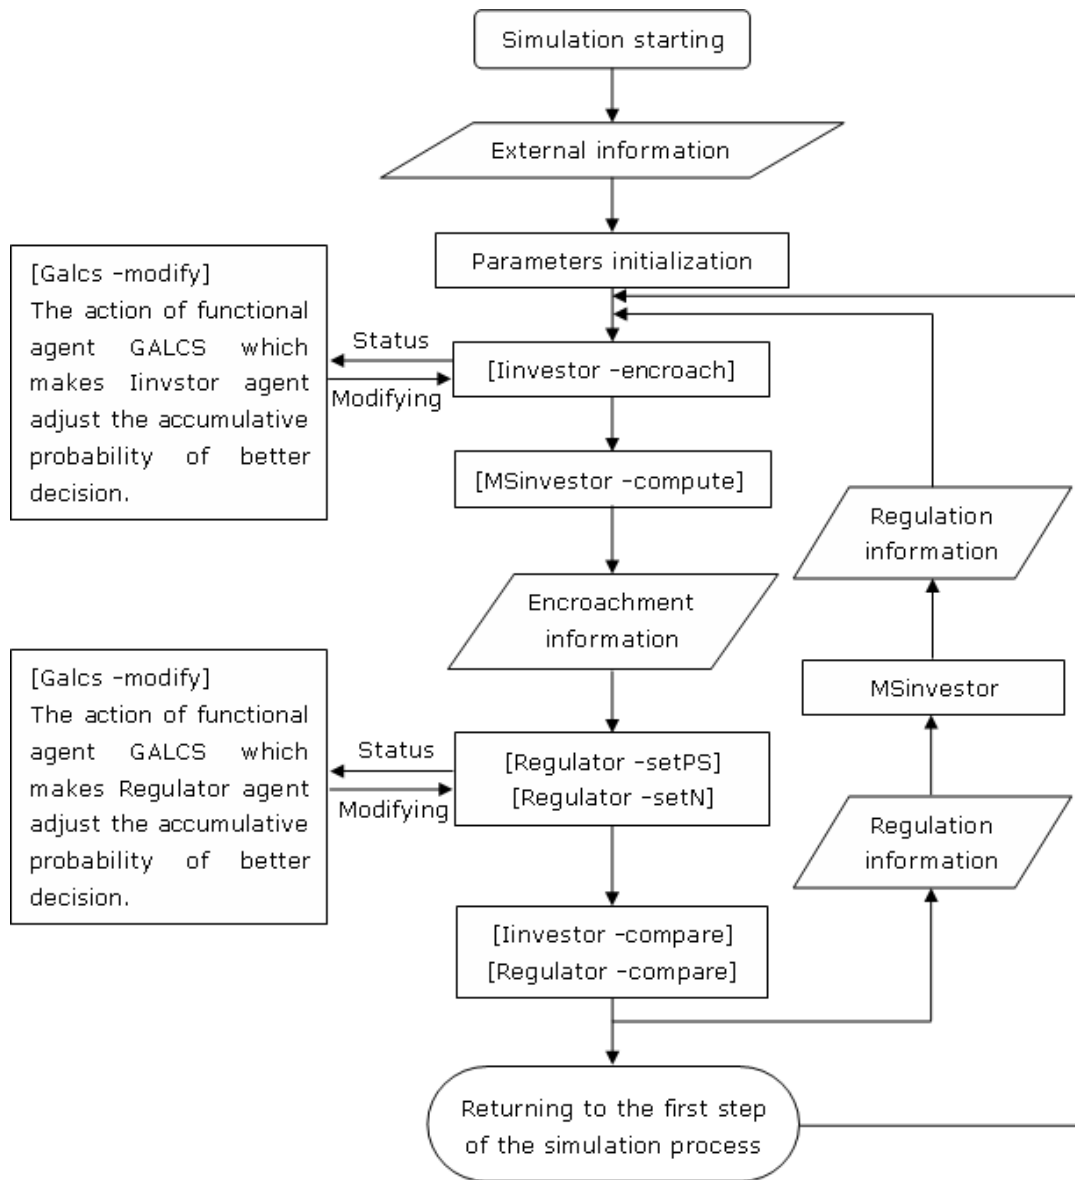 Simulation starting
External information
Parameters initialization
[Galcs -modify]
The action of functional
agent GALCS which
makes Iinvstor agent
adjust the accumulative
probability of better
decision.
Status
Modifying
[Iinvestor -encroach]
[MSinvestor -compute]
Regulation
information
Encroachment
information
[Galcs -modify]
The action of functional
agent GALCS which
makes Regulator agent
adjust the accumulative
probability of better
decision.
Status
Modifying
[Regulator -setPS]
[Regulator -setN]
MSinvestor
Regulation
information
[Iinvestor -compare]
[Regulator -compare]
Returning to the first step
of the simulation process